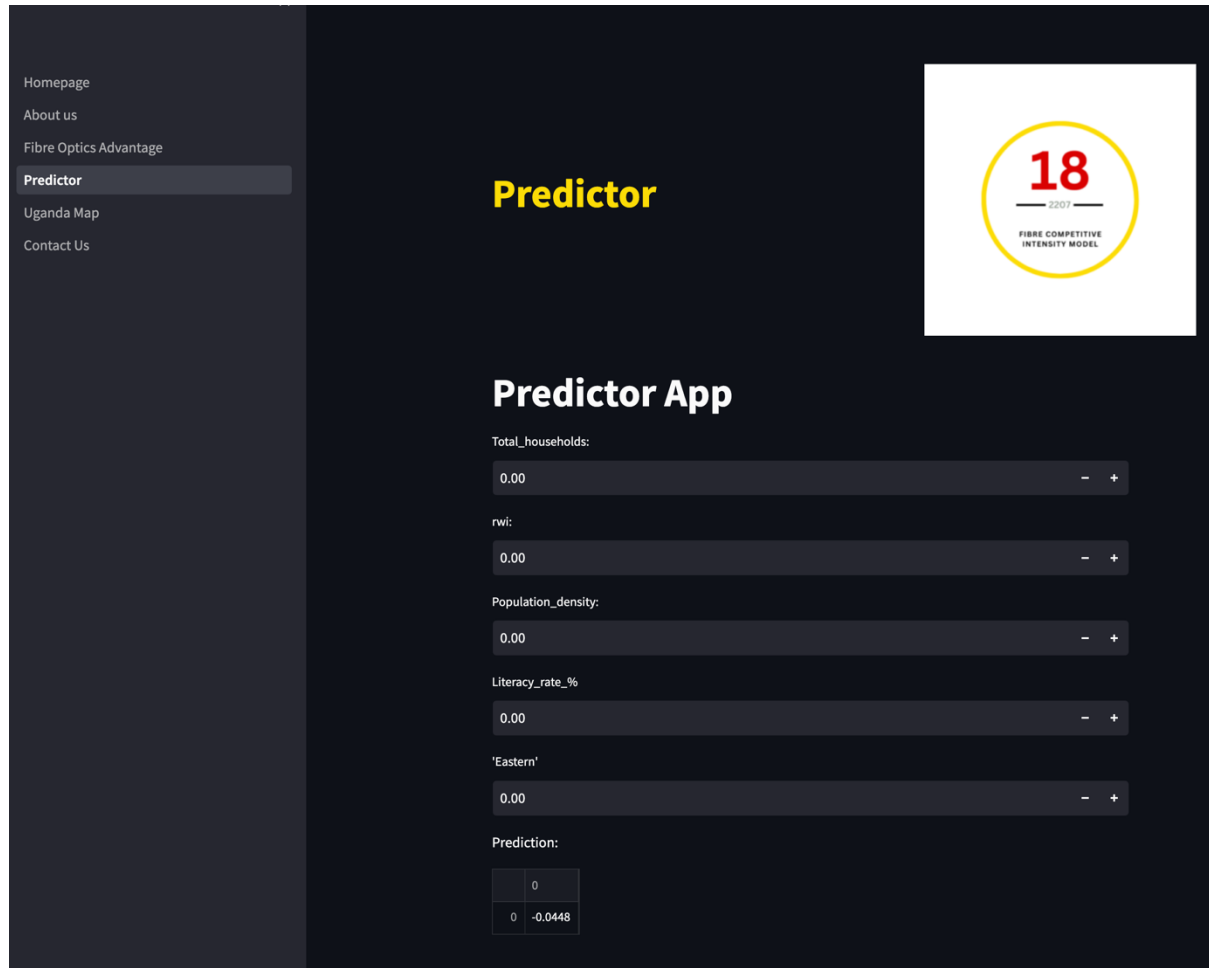 Homepage
About us
Fibre Optics Advantage
Predictor
Uganda Map
Contact Us
Predictor
18
2207
FIBRE COMPETITIVE
INTENSITY MODEL
Predictor App
Total_households:
0.00
rwi:
0.00
Population_density:
0.00
Literacy_rate_%
0.00
'Eastern'
0.00
Prediction:
0
0 -0.0448